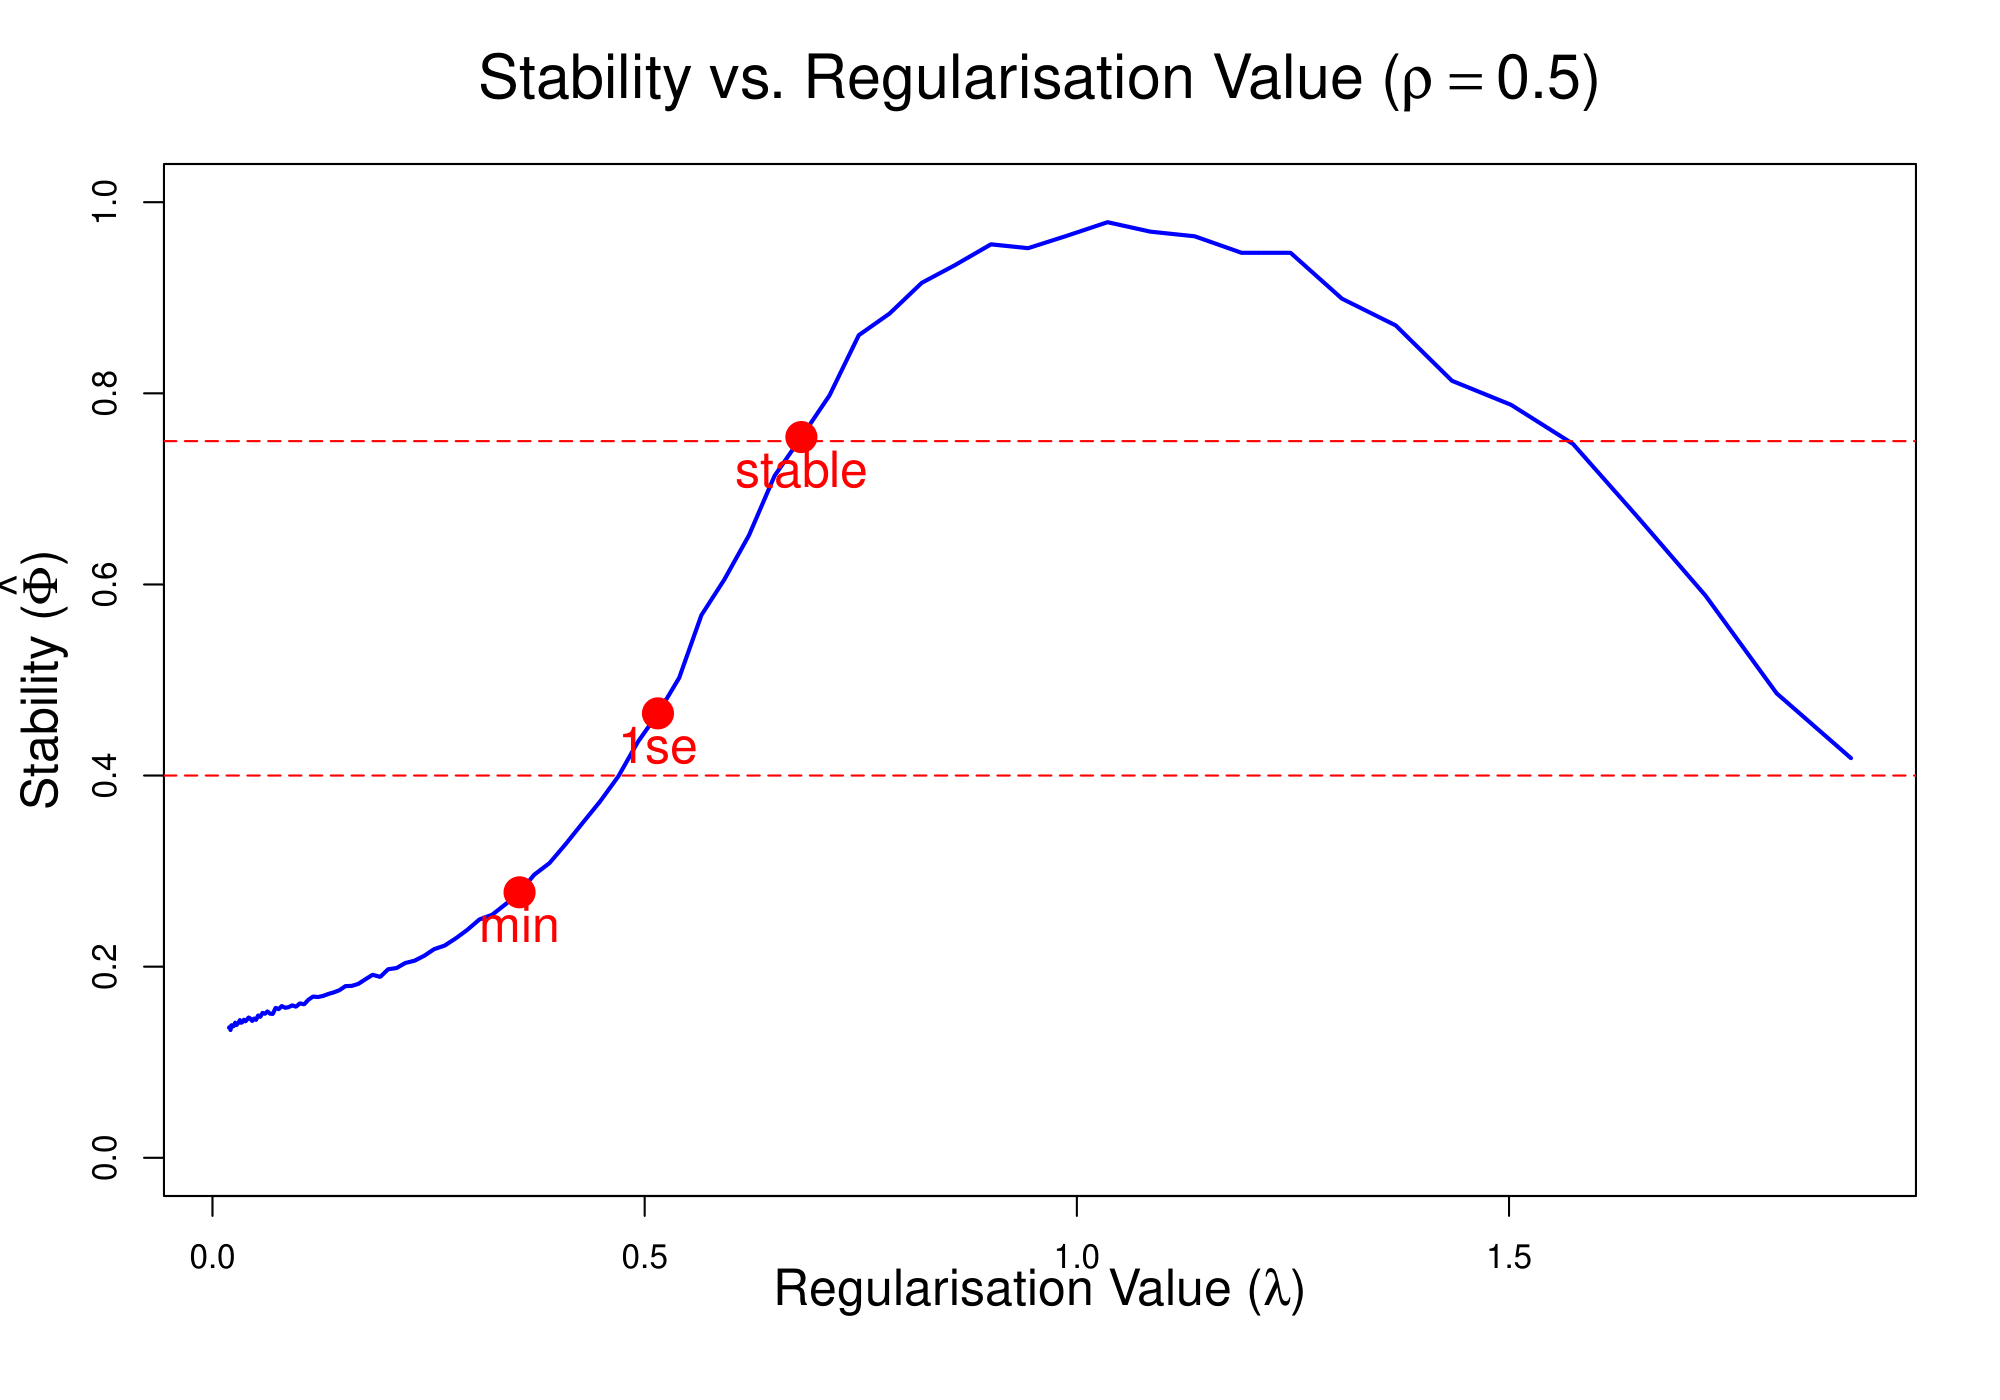 Stability vs. Regularisation Value (ρ = 0.5)
Stability (Φ̂)
1.0
0.8
0.6
0.4
0.2
0.0
stable
1se
min
0.0 0.5 1.0 1.5
Regularisation Value (λ)